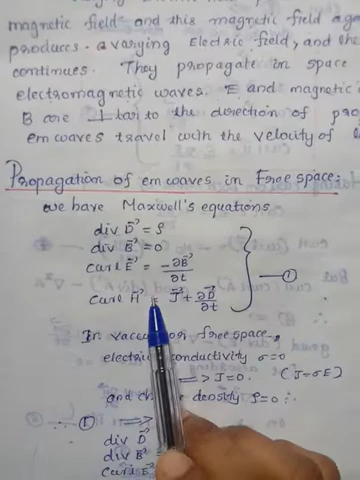 magnetic field and this magnetic field aga
produces a varying Electric field, and the
continues. They propagate in space
electromagnetic waves. E and magnetic
B are ⊥lar to the direction of pro
em waves travel with the velocity of
Propagation of em waves in Free space:
we have Maxwell's equations
div D⃗ = ρ
div B⃗ = 0
curl E⃗ = -∂B⃗/∂t
curl H⃗ = J⃗ + ∂D⃗/∂t
①
In vacuum or free space,
electric conductivity σ=0
=> J=0. (J=σE)
and charge density ρ=0 ∴
∴ ① =>
div D⃗
div B⃗ =
curl E⃗